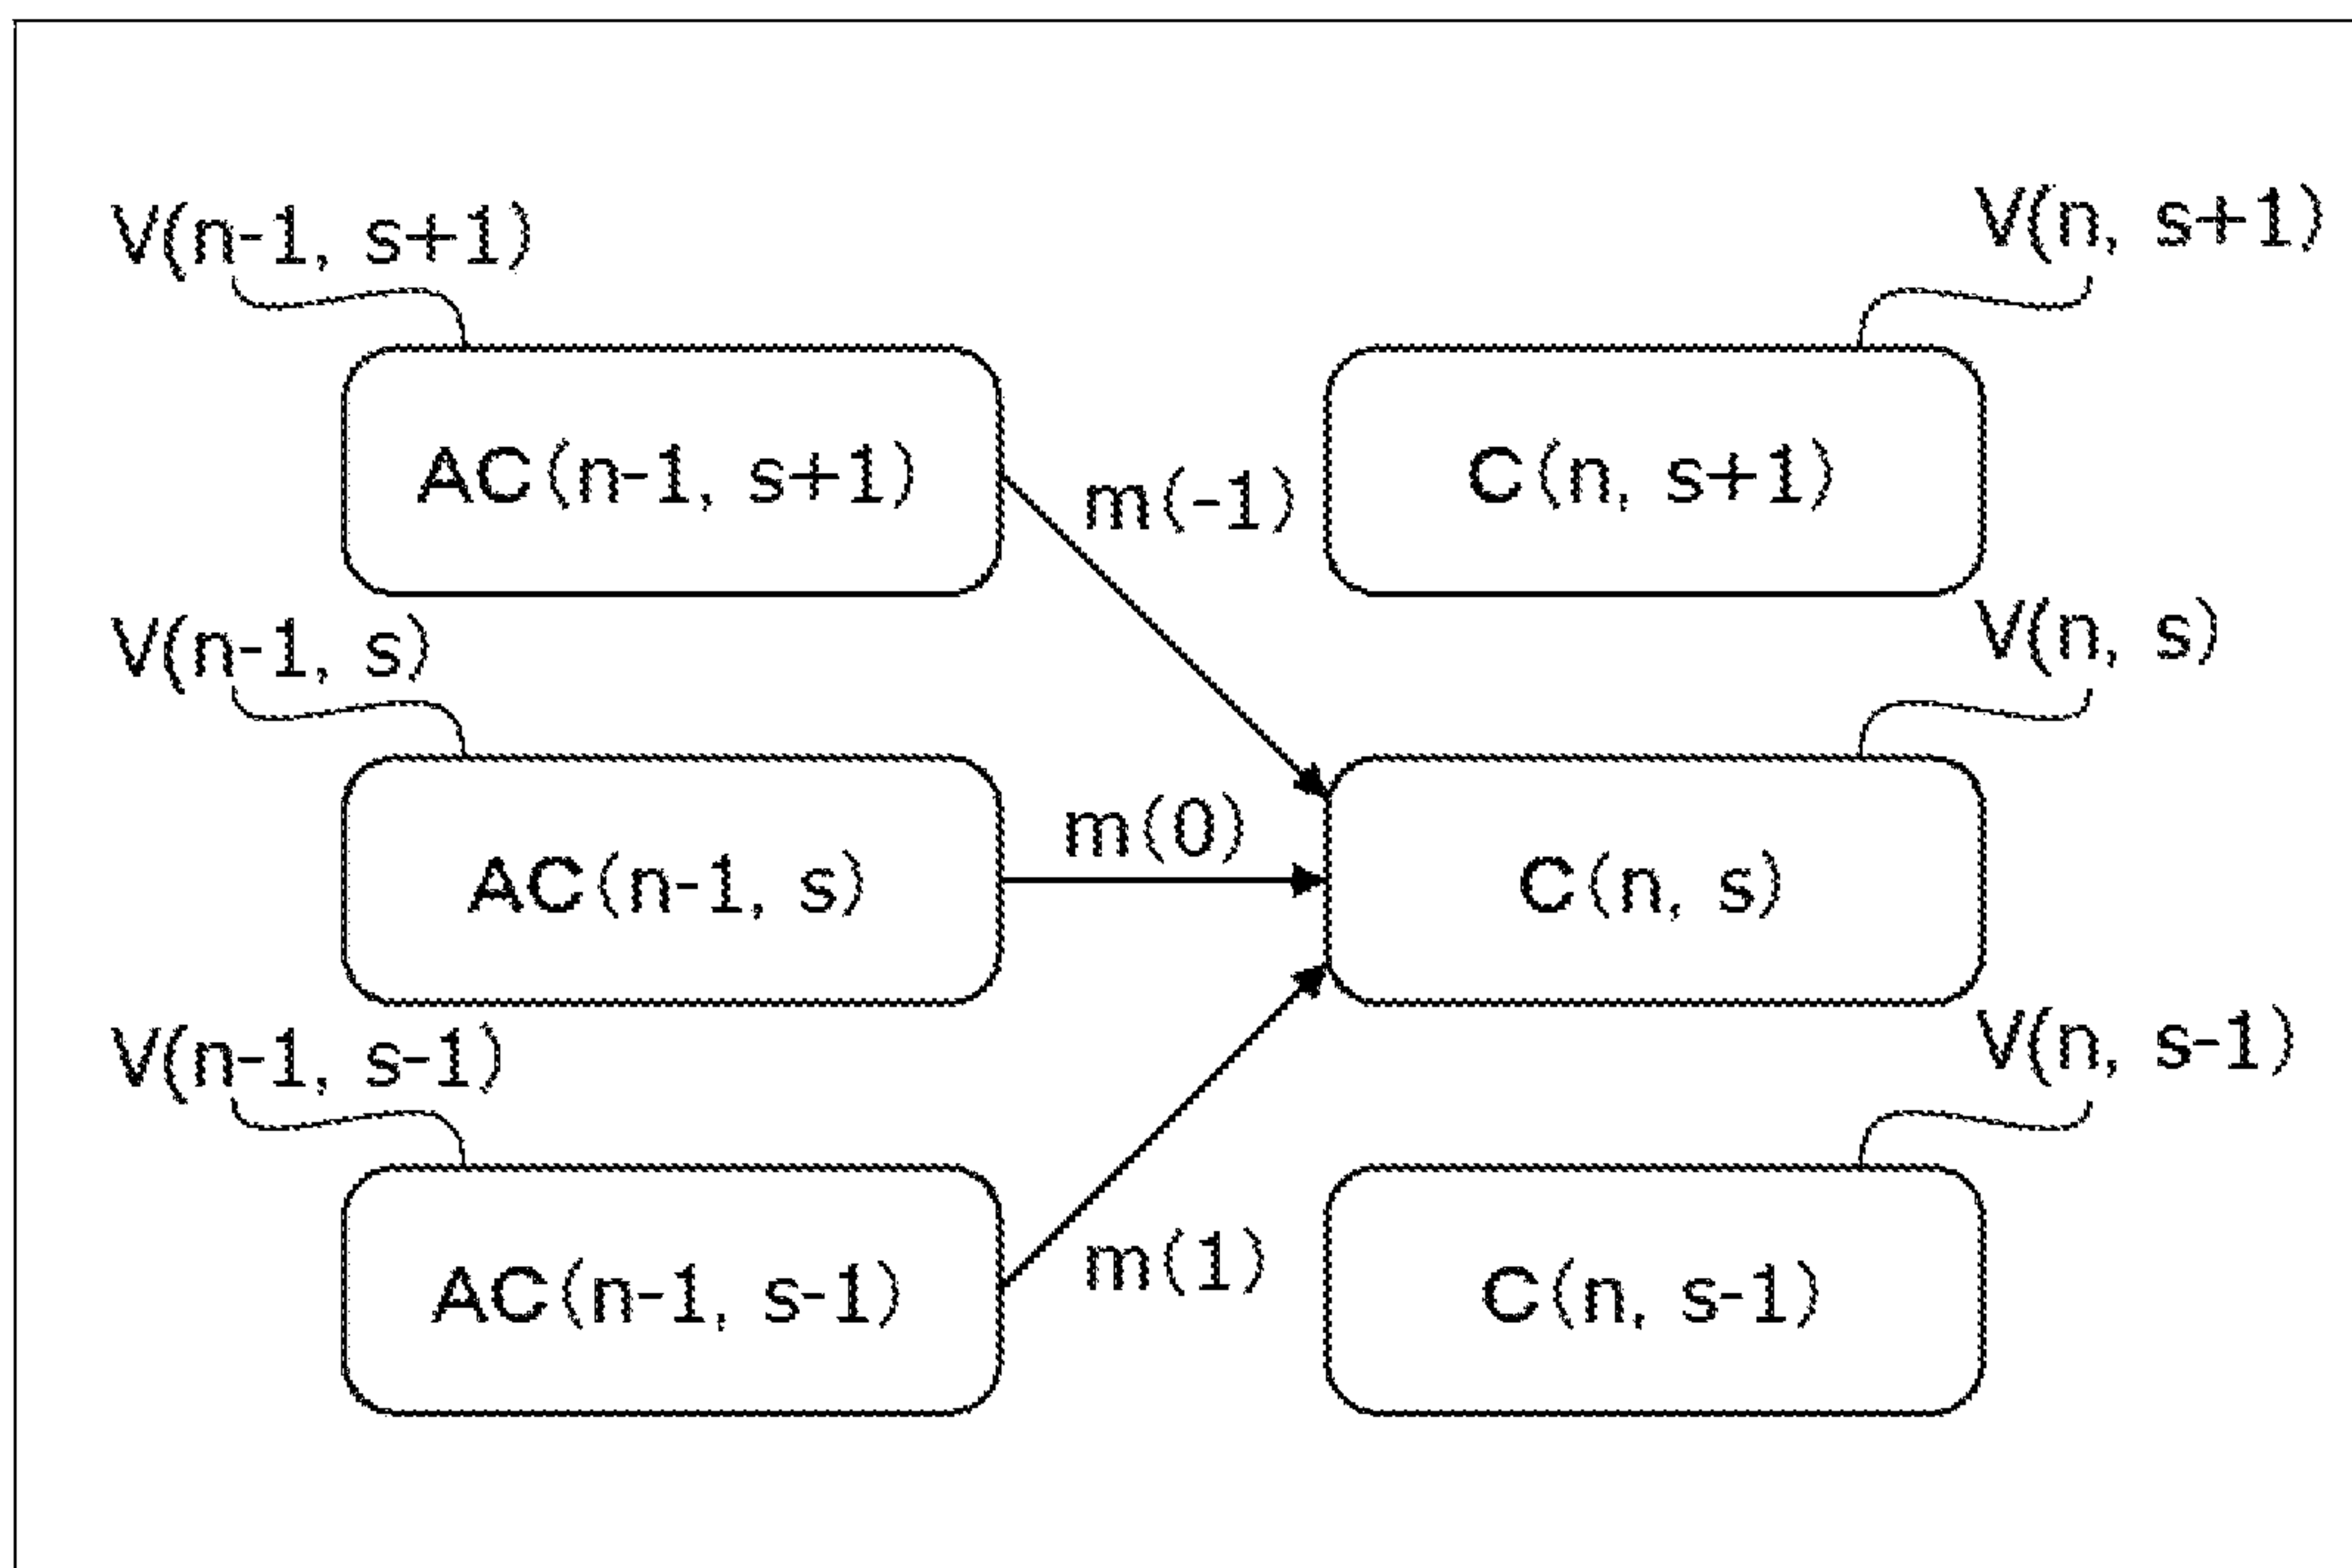 V(n-1, s+1)
V(n, s+1)
AC(n-1, s+1)
m(-1)
C(n, s+1)
V(n-1, s)
V(n, s)
AC(n-1, s)
m(0)
C(n, s)
V(n-1, s-1)
V(n, s-1)
AC(n-1, s-1)
m(1)
C(n, s-1)